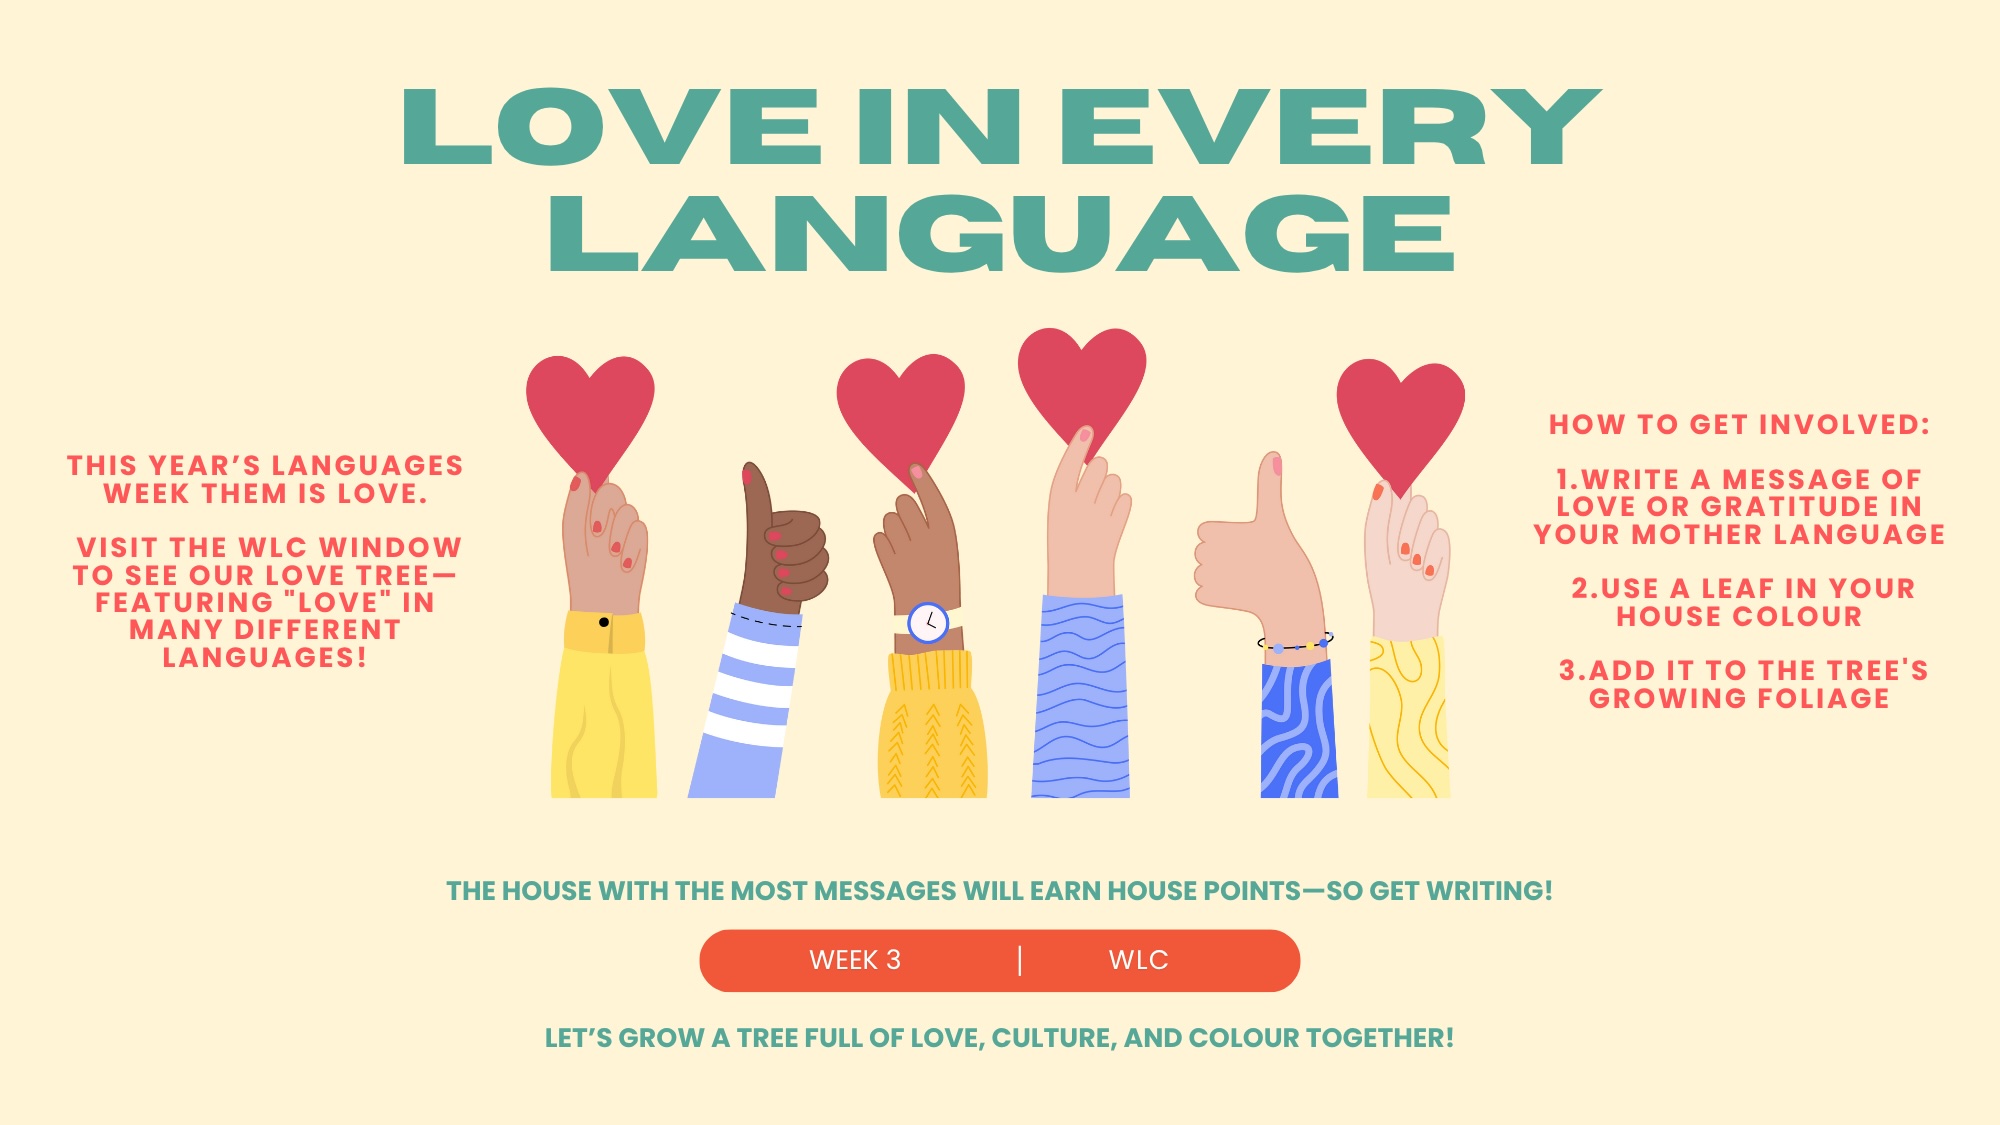 LOVE IN EVERY
LANGUAGE
THIS YEAR’S LANGUAGES
WEEK THEM IS LOVE.
VISIT THE WLC WINDOW
TO SEE OUR LOVE TREE—
FEATURING "LOVE" IN
MANY DIFFERENT
LANGUAGES!
HOW TO GET INVOLVED:
1.WRITE A MESSAGE OF
LOVE OR GRATITUDE IN
YOUR MOTHER LANGUAGE
2.USE A LEAF IN YOUR
HOUSE COLOUR
3.ADD IT TO THE TREE'S
GROWING FOLIAGE
THE HOUSE WITH THE MOST MESSAGES WILL EARN HOUSE POINTS—SO GET WRITING!
WEEK 3 | WLC
LET’S GROW A TREE FULL OF LOVE, CULTURE, AND COLOUR TOGETHER!